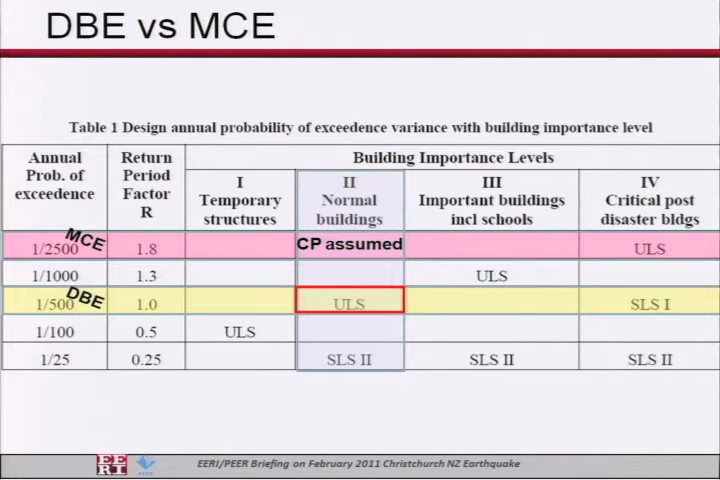 DBE vs MCE
Table 1 Design annual probability of exceedence variance with building importance level
Annual Prob. of exceedence
Return Period Factor R
Building Importance Levels
I Temporary structures
II Normal buildings
III Important buildings incl schools
IV Critical post disaster bldgs
1/2500 MCE 1.8 CP assumed ULS
1/1000 1.3 ULS
1/500 DBE 1.0 ULS SLS I
1/100 0.5 ULS
1/25 0.25 SLS II SLS II SLS II
EERI EERI/PEER Briefing on February 2011 Christchurch NZ Earthquake